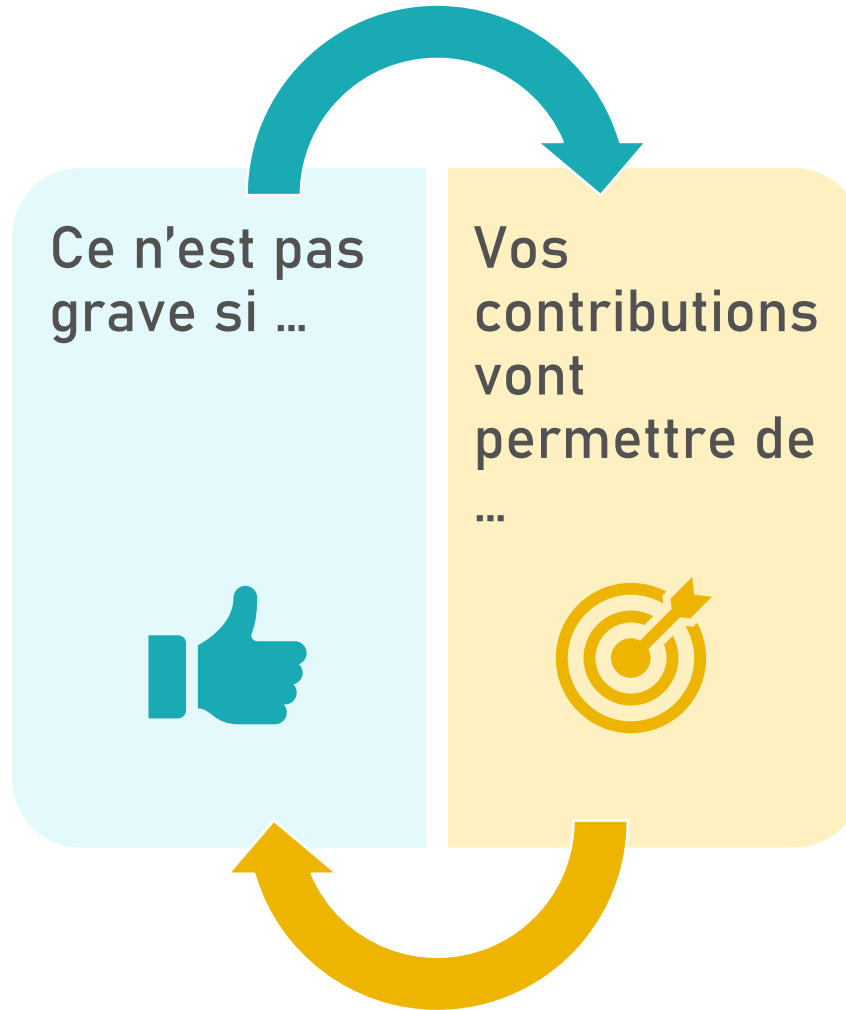 Ce n’est pas
grave si …
Vos
contributions
vont
permettre de
…